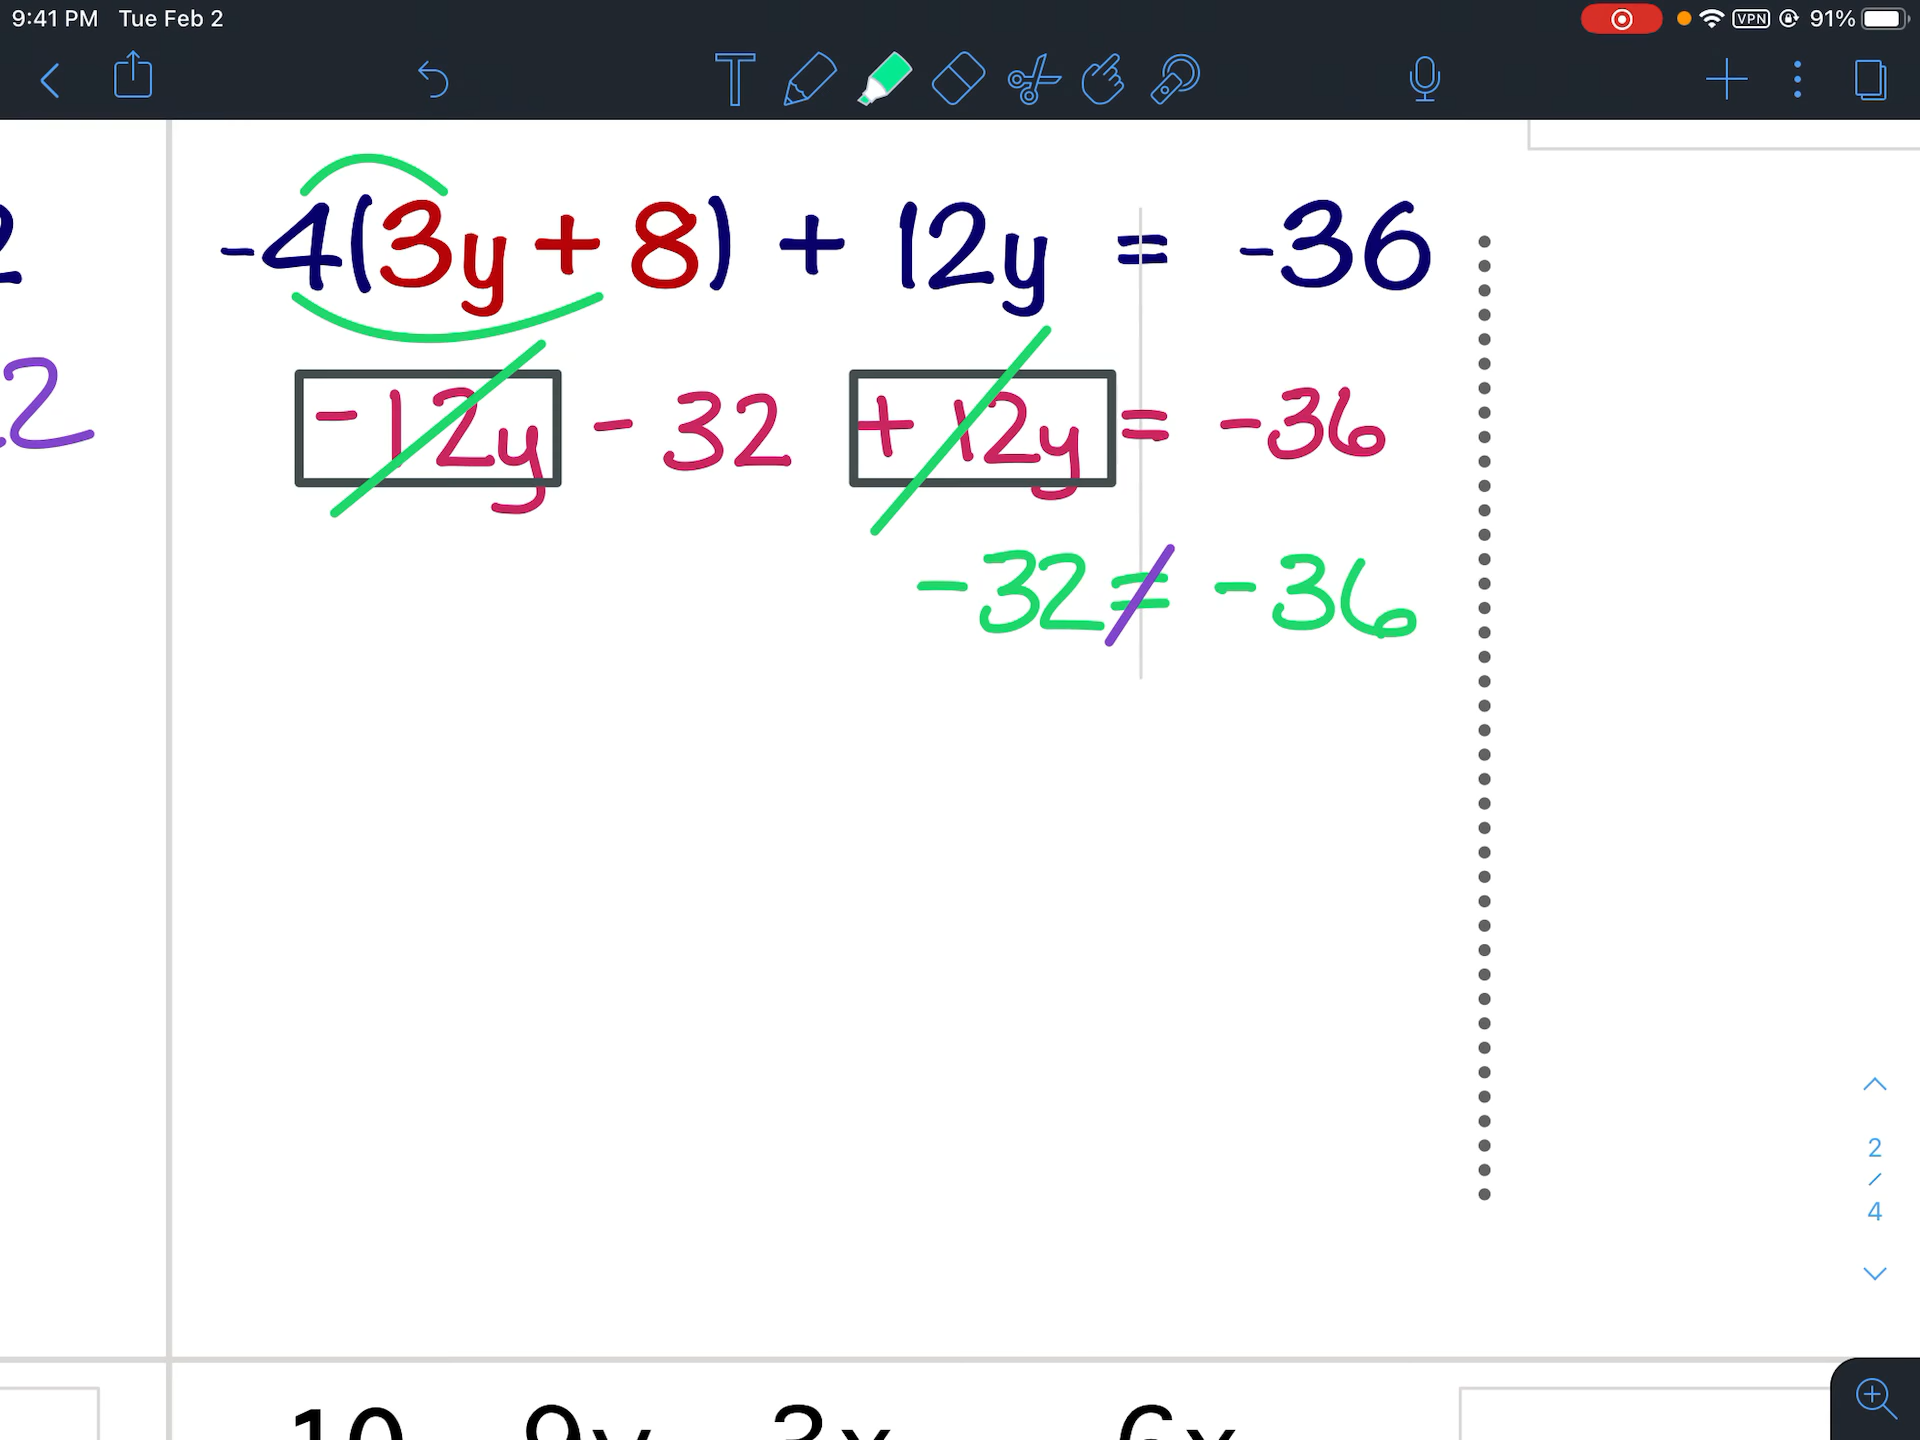 9:41 PM Tue Feb 2
VPN 91%
T
-4(3y + 8) + 12y = -36
-12y - 32 + 12y = -36
-32 ≠ -36
2
/
4